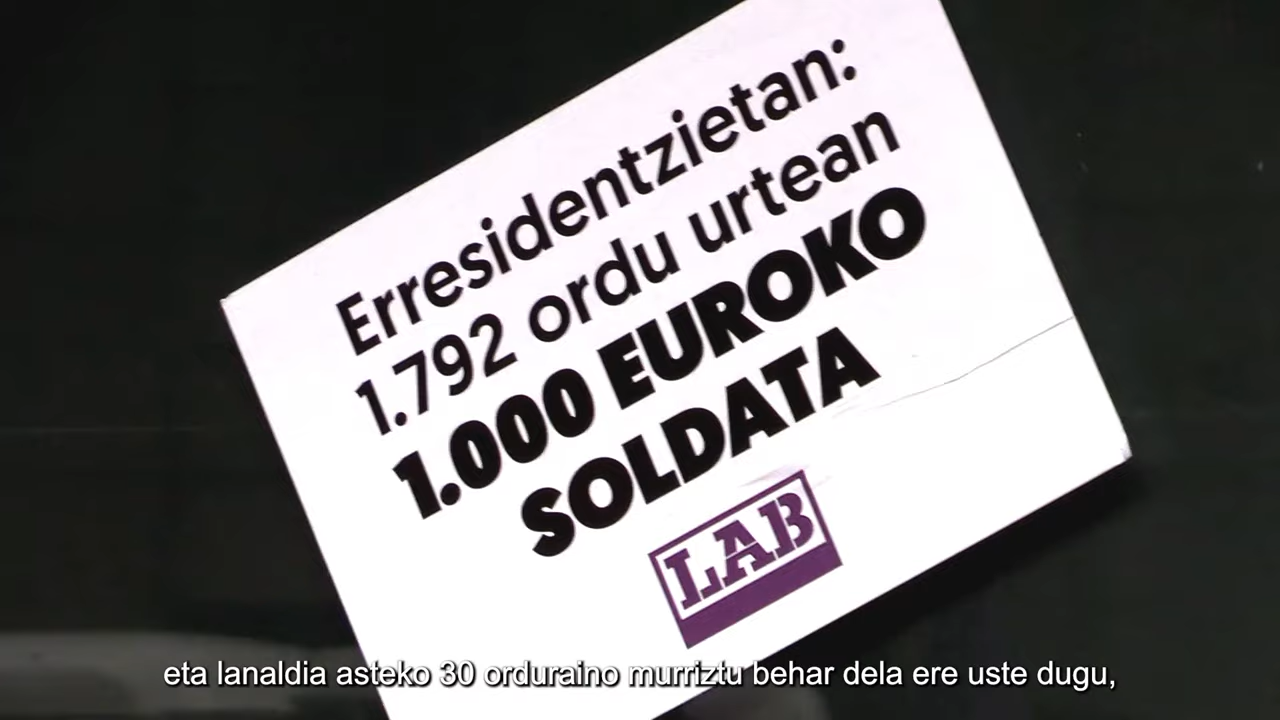 Erresidentzietan:
1.792 ordu urtean
1.000 EUROKO
SOLDATA
LAB
eta lanaldia asteko 30 orduraino murriztu behar dela ere uste dugu,